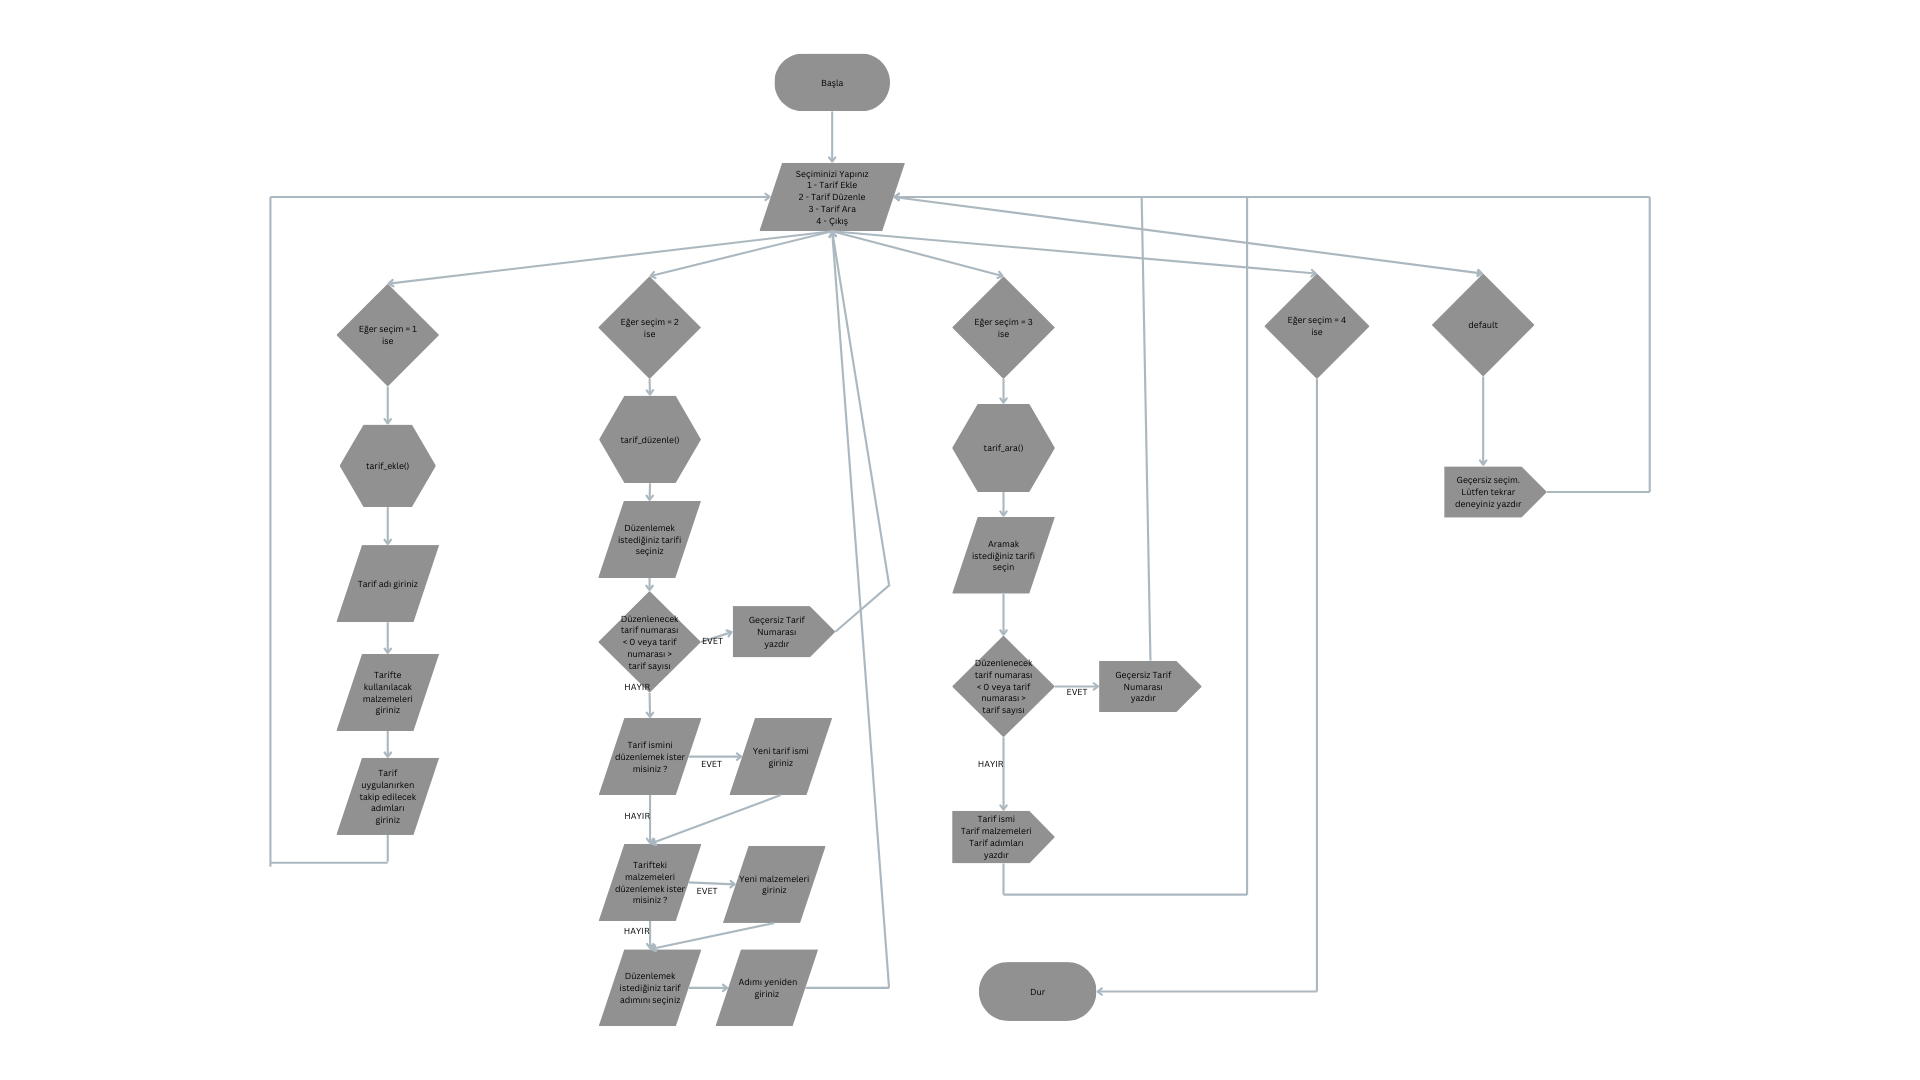 Başla
Seçiminizi Yapınız
1 - Tarif Ekle
2 - Tarif Düzenle
3 - Tarif Ara
4 - Çıkış
Eğer seçim = 1
ise
tarif_ekle()
Tarif adı giriniz
Tarifte
kullanılacak
malzemeleri
giriniz
Tarif
uygulanırken
takip edilecek
adımları
giriniz
Eğer seçim = 2
ise
tarif_düzenle()
Düzenlemek
istediğiniz tarifi
seçiniz
Düzenlenecek
tarif numarası
< 0 veya tarif
numarası >
tarif sayısı
EVET
Geçersiz Tarif
Numarası
yazdır
HAYIR
Tarif ismini
düzenlemek ister
misiniz ?
EVET
Yeni tarif ismi
giriniz
HAYIR
Tarifteki
malzemeleri
düzenlemek ister
misiniz ?
EVET
Yeni malzemeleri
giriniz
HAYIR
Düzenlemek
istediğiniz tarif
adımını seçiniz
Adımı yeniden
giriniz
Eğer seçim = 3
ise
tarif_ara()
Aramak
istediğiniz tarifi
seçin
Düzenlenecek
tarif numarası
< 0 veya tarif
numarası >
tarif sayısı
EVET
Geçersiz Tarif
Numarası
yazdır
HAYIR
Tarif ismi
Tarif malzemeleri
Tarif adımları
yazdır
Eğer seçim = 4
ise
Dur
default
Geçersiz seçim.
Lütfen tekrar
deneyiniz yazdır